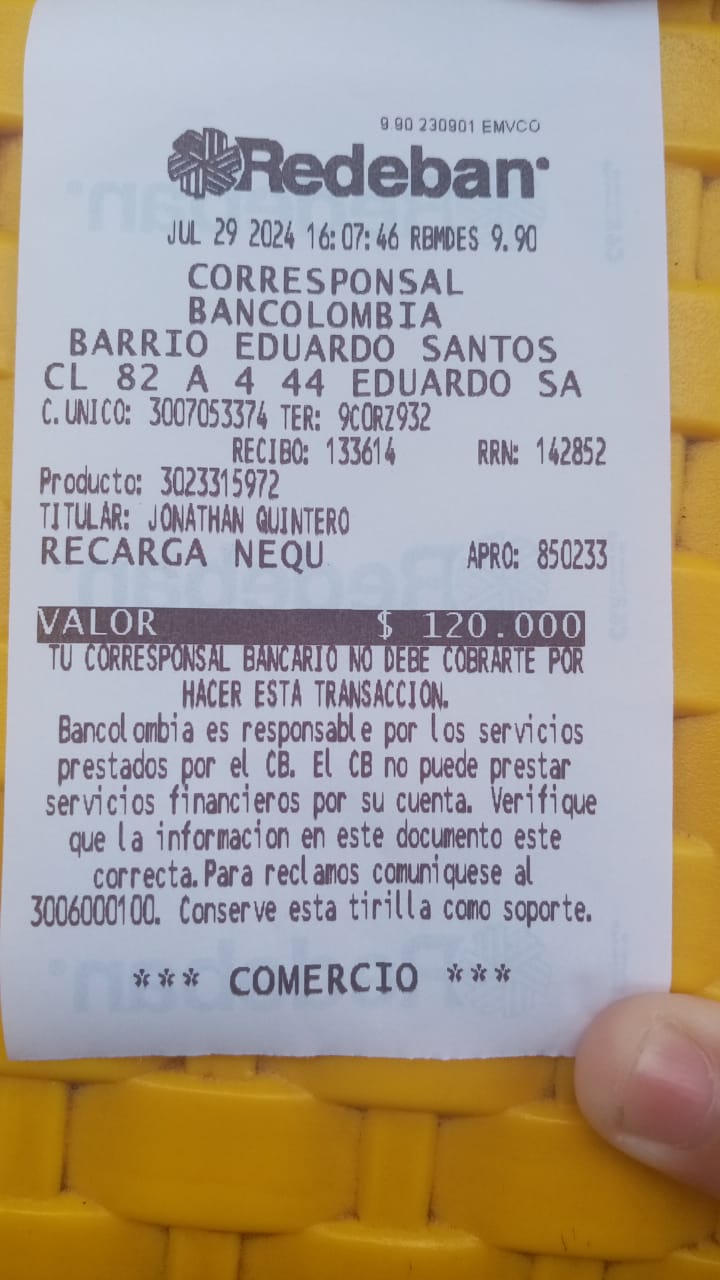 9.90 230901 EMVCO
Redeban
JUL 29 2024 16:07:46 RBMDES 9.90
CORRESPONSAL
BANCOLOMBIA
BARRIO EDUARDO SANTOS
CL 82 A 4 44 EDUARDO SA
C.UNICO: 3007053374 TER: 9CORZ932
RECIBO: 133614 RRN: 142852
Producto: 3023315972
TITULAR: JONATHAN QUINTERO
RECARGA NEQU APRO: 850233
VALOR $ 120.000
TU CORRESPONSAL BANCARIO NO DEBE COBRARTE POR
HACER ESTA TRANSACCION.
Bancolombia es responsable por los servicios
prestados por el CB. El CB no puede prestar
servicios financieros por su cuenta. Verifique
que la informacion en este documento este
correcta. Para reclamos comuniquese al
3006000100. Conserve esta tirilla como soporte.
*** COMERCIO ***